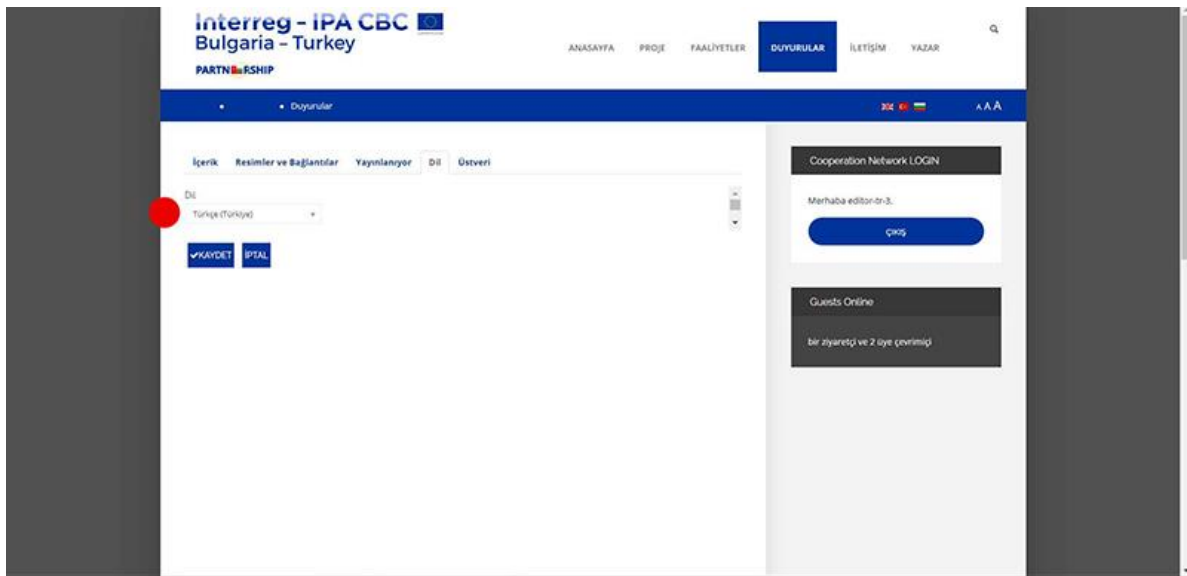 Interreg - IPA CBC
Bulgaria – Turkey
PARTNERSHIP
ANASAYFA PROJE FAALİYETLER DUYURULAR İLETİŞİM YAZAR
Duyurular
A A A
İçerik Resimler ve Bağlantılar Yayınlanıyor Dil Üstveri
Dil
Türkçe (Türkiye)
KAYDET İPTAL
Cooperation Network LOGIN
Merhaba editor-tr-3,
ÇIKIŞ
Guests Online
bir ziyaretçi ve 2 üye çevrimiçi